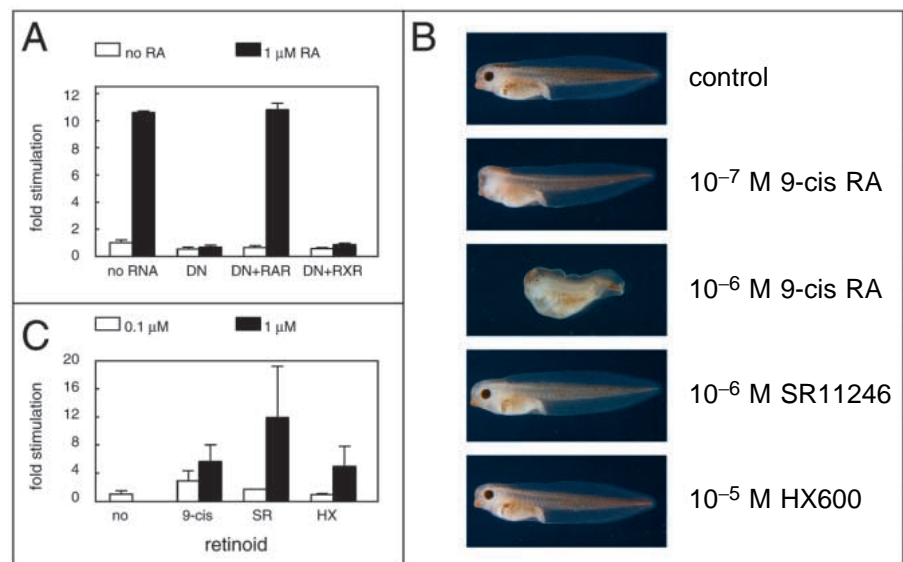 A
no RA 1 μM RA
fold stimulation
12
10
8
6
4
2
0
no RNA DN DN+RAR DN+RXR
C
0.1 μM 1 μM
fold stimulation
20
16
12
8
4
0
no 9-cis SR HX
retinoid
B
control
10⁻⁷ M 9-cis RA
10⁻⁶ M 9-cis RA
10⁻⁶ M SR11246
10⁻⁵ M HX600